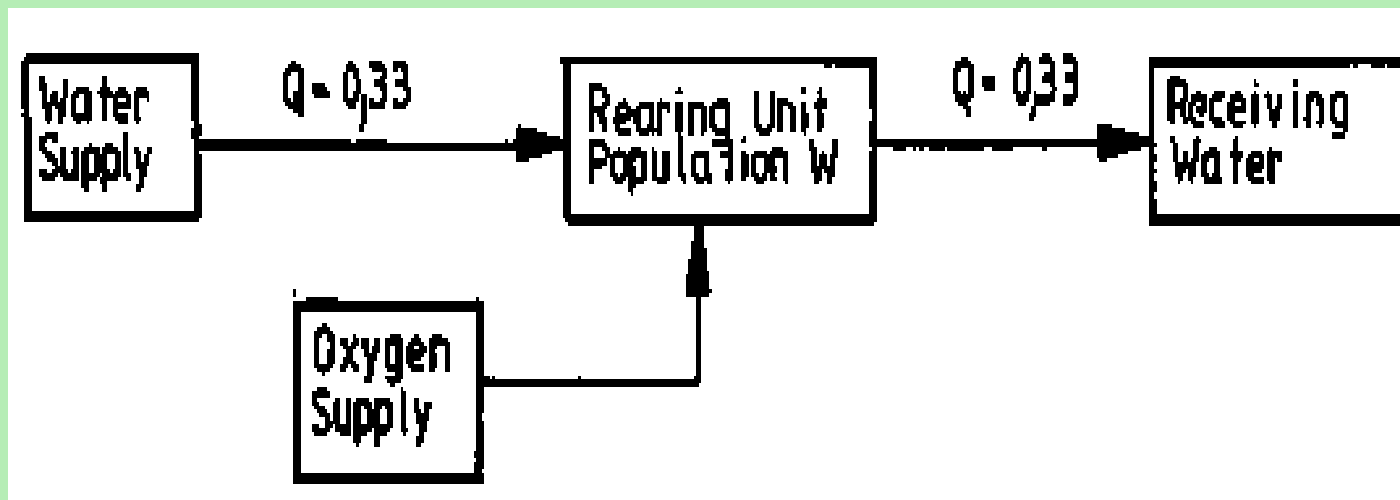 Water
Supply
Q= 0,33
Rearing Unit
Population W
Q= 0,33
Receiving
Water
Oxygen
Supply